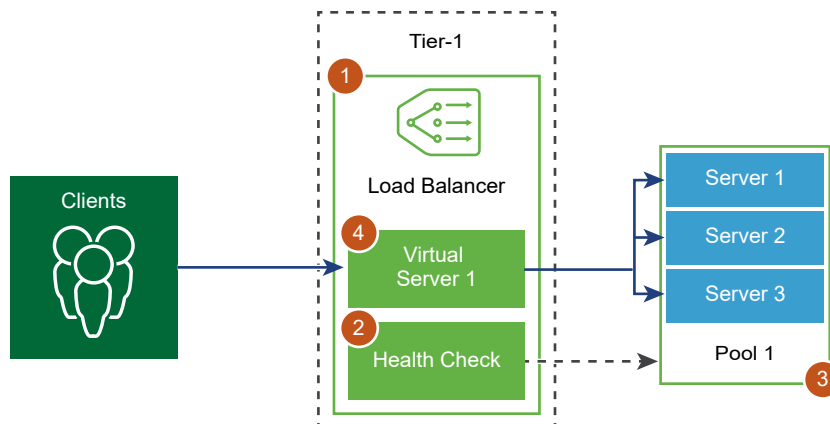 Tier-1
1
Load Balancer
Clients
4
Virtual
Server 1
2
Health Check
Server 1
Server 2
Server 3
Pool 1
3